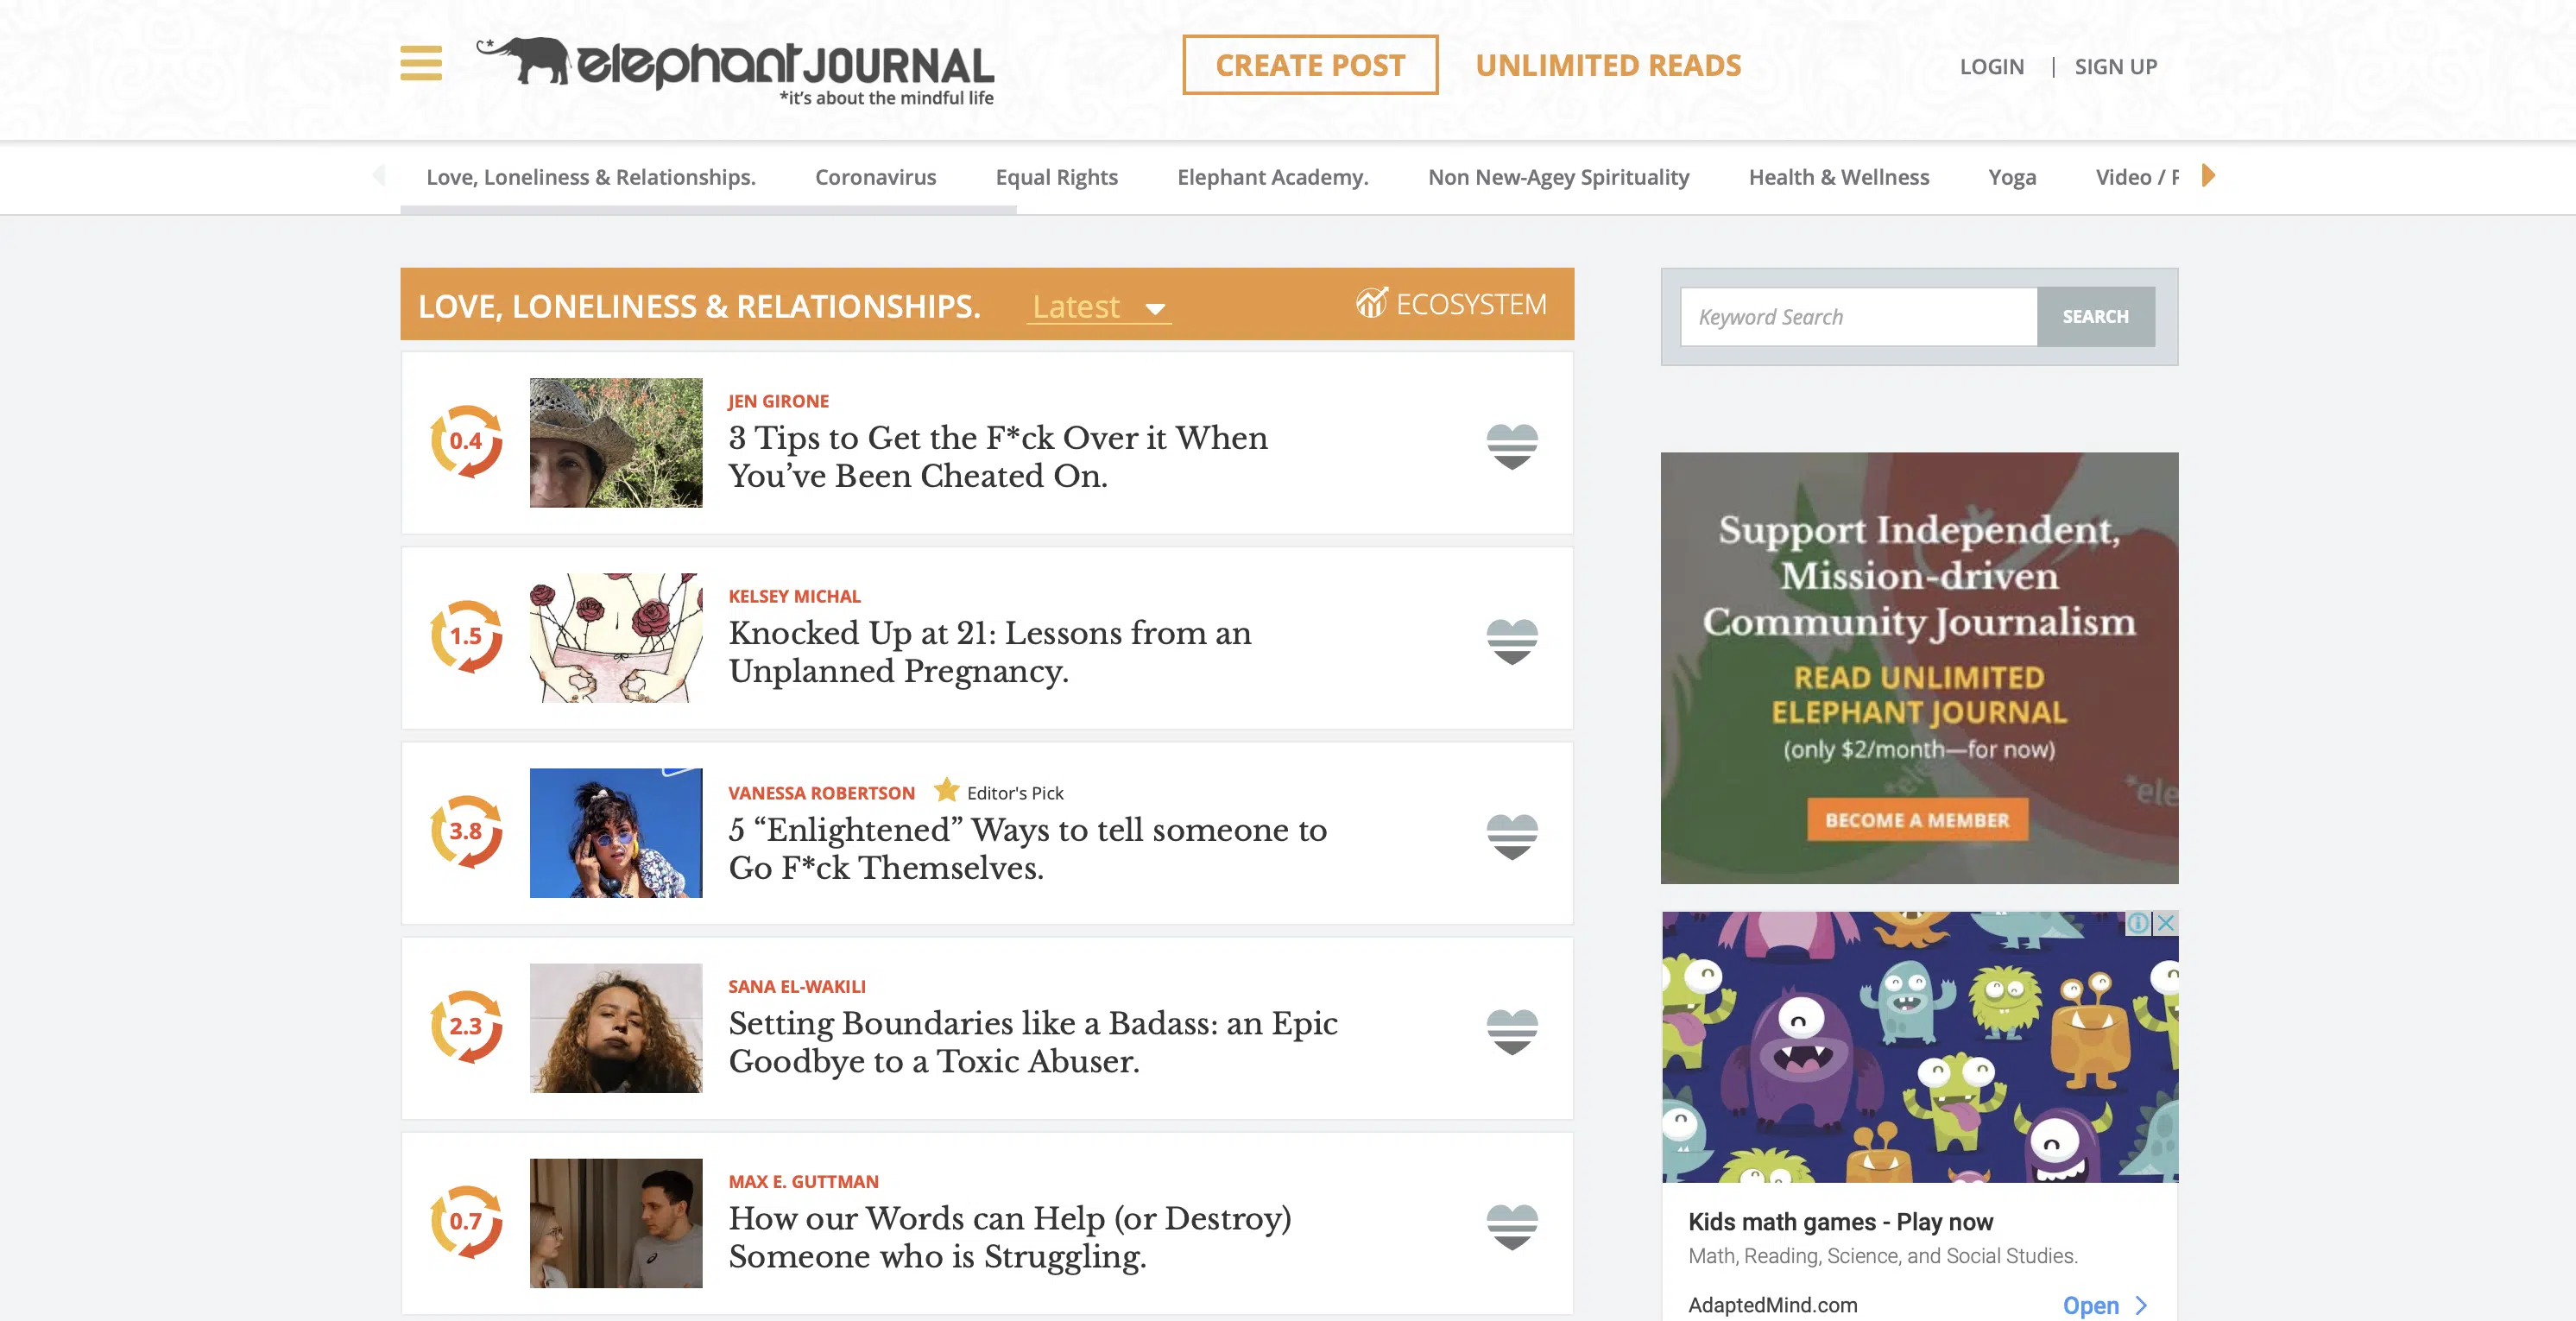 elephant JOURNAL
*it's about the mindful life
CREATE POST
UNLIMITED READS
LOGIN | SIGN UP
Love, Loneliness & Relationships.
Coronavirus
Equal Rights
Elephant Academy.
Non New-Agey Spirituality
Health & Wellness
Yoga
Video /
LOVE, LONELINESS & RELATIONSHIPS.
Latest
ECOSYSTEM
0.4
JEN GIRONE
3 Tips to Get the F*ck Over it When
You’ve Been Cheated On.
1.5
KELSEY MICHAL
Knocked Up at 21: Lessons from an
Unplanned Pregnancy.
3.8
VANESSA ROBERTSON
Editor's Pick
5 “Enlightened” Ways to tell someone to
Go F*ck Themselves.
2.3
SANA EL-WAKILI
Setting Boundaries like a Badass: an Epic
Goodbye to a Toxic Abuser.
0.7
MAX E. GUTTMAN
How our Words can Help (or Destroy)
Someone who is Struggling.
Keyword Search
SEARCH
Support Independent,
Mission-driven
Community Journalism
READ UNLIMITED
ELEPHANT JOURNAL
(only $2/month—for now)
BECOME A MEMBER
Kids math games - Play now
Math, Reading, Science, and Social Studies.
AdaptedMind.com
Open